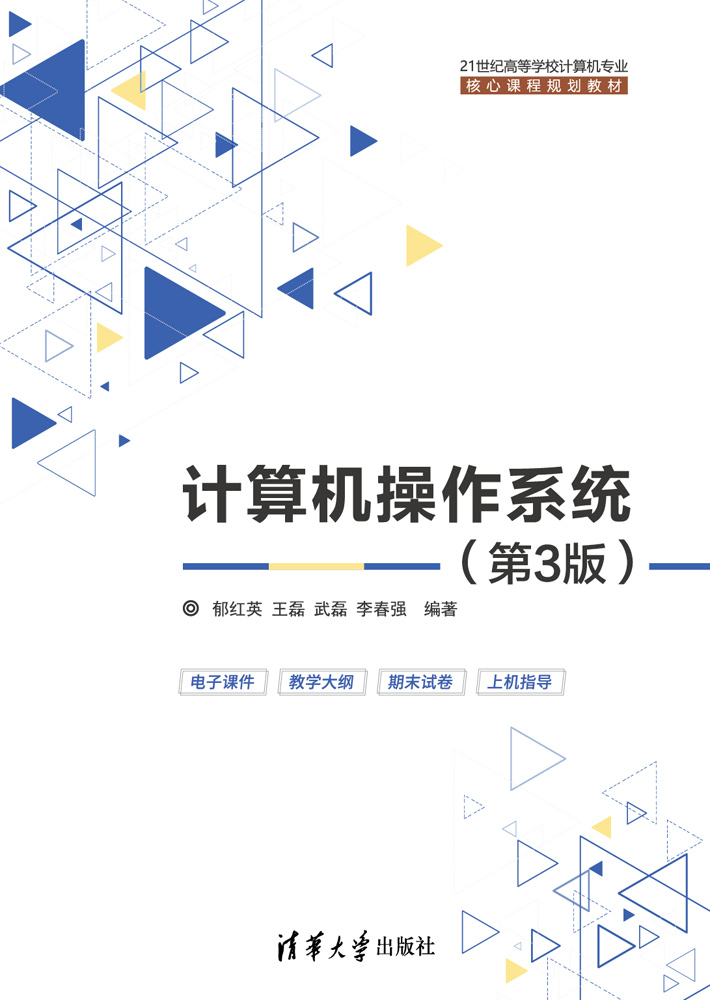 21世纪高等学校计算机专业
核心课程规划教材
计算机操作系统
（第3版）
郁红英 王磊 武磊 李春强 编著
电子课件 教学大纲 期末试卷 上机指导
清华大学出版社